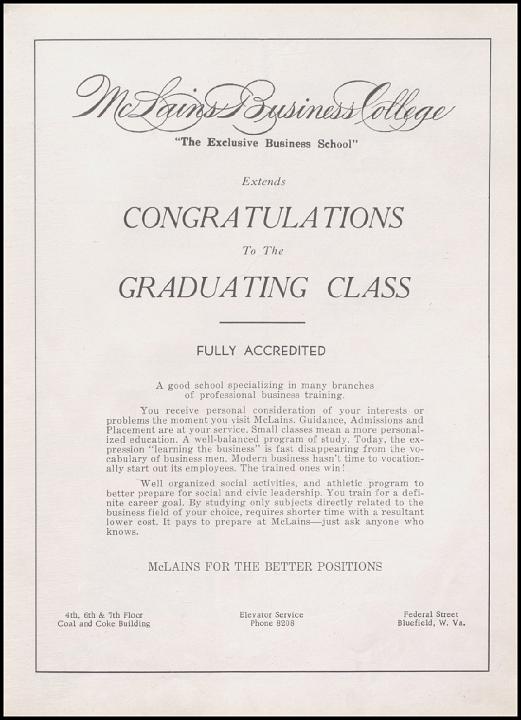 McLains Business College
"The Exclusive Business School"
Extends
CONGRATULATIONS
To The
GRADUATING CLASS
FULLY ACCREDITED
A good school specializing in many branches
of professional business training.
You receive personal consideration of your interests or
problems the moment you visit McLains. Guidance, Admissions and
Placement are at your service. Small classes mean a more personal-
ized education. A well-balanced program of study. Today, the ex-
pression "learning the business" is fast disappearing from the vo-
cabulary of business men. Modern business hasn't time to vocation-
ally start out its employees. The trained ones win!
Well organized social activities, and athletic program to
better prepare for social and civic leadership. You train for a defi-
nite career goal. By studying only subjects directly related to the
business field of your choice, requires shorter time with a resultant
lower cost. It pays to prepare at McLains—just ask anyone who
knows.
McLAINS FOR THE BETTER POSITIONS
4th, 6th & 7th Floor
Coal and Coke Building
Elevator Service
Phone 8208
Federal Street
Bluefield, W. Va.